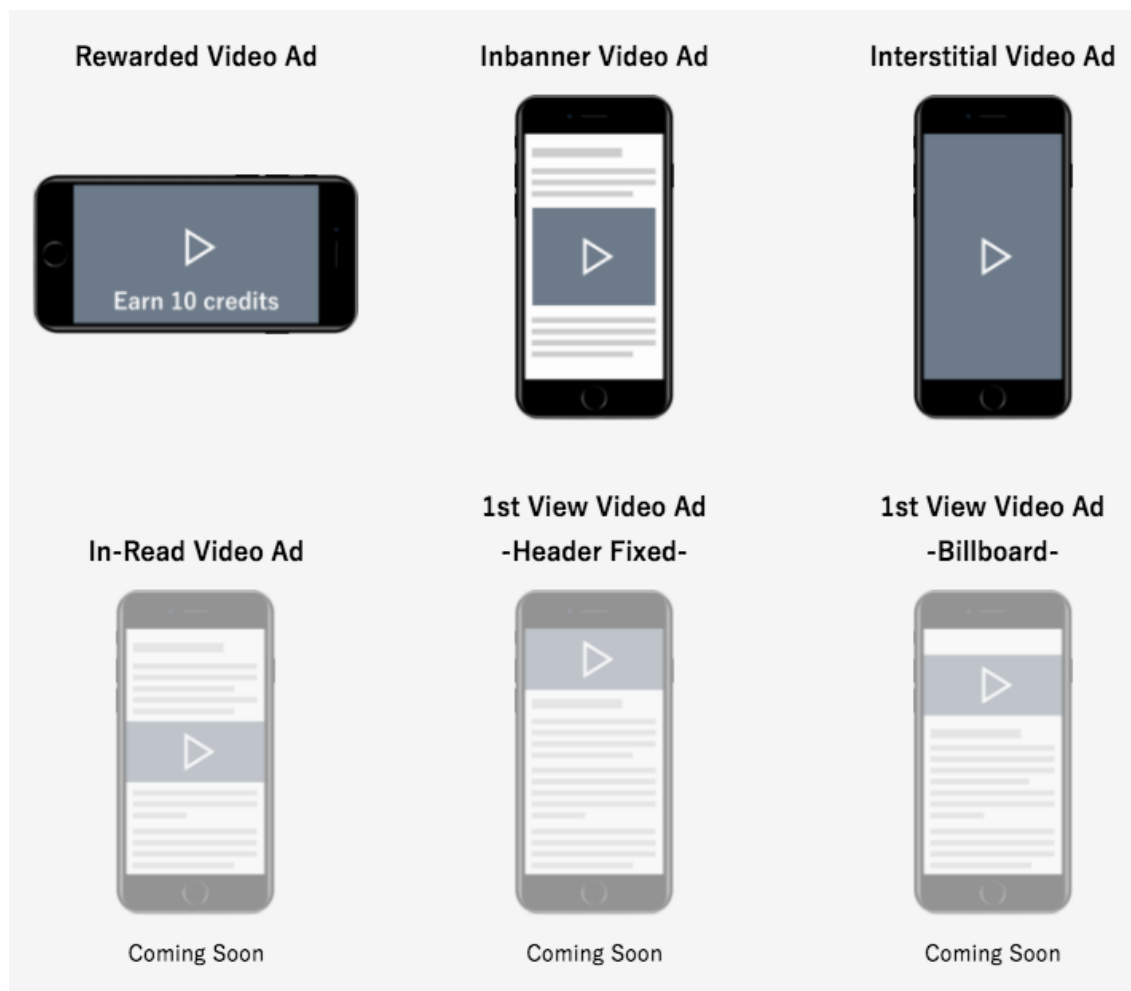 Rewarded Video Ad
Inbanner Video Ad
Interstitial Video Ad
Earn 10 credits
In-Read Video Ad
1st View Video Ad
-Header Fixed-
1st View Video Ad
-Billboard-
Coming Soon
Coming Soon
Coming Soon